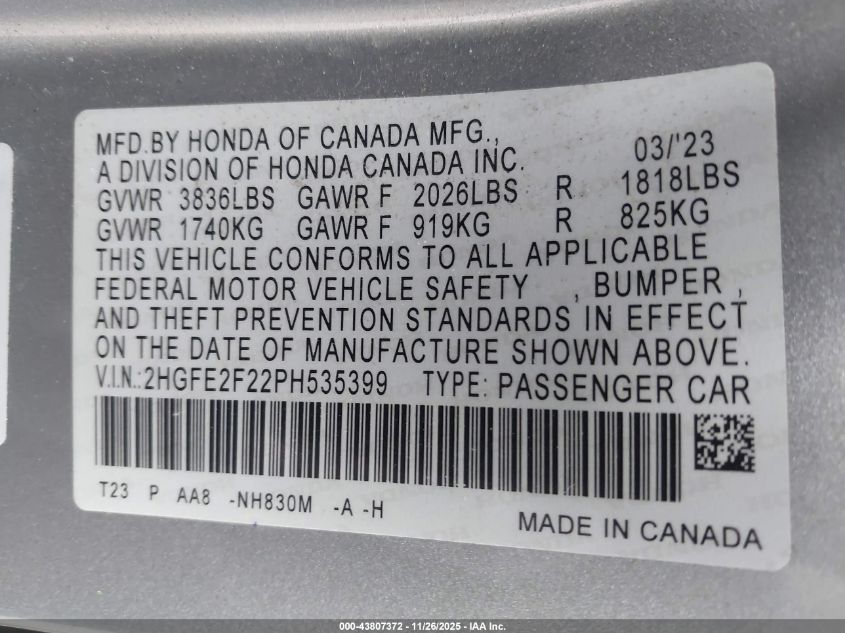 MFD.BY HONDA OF CANADA MFG., 03/'23
A DIVISION OF HONDA CANADA INC.
GVWR 3836LBS GAWR F 2026LBS R 1818LBS
GVWR 1740KG GAWR F 919KG R 825KG
THIS VEHICLE CONFORMS TO ALL APPLICABLE
FEDERAL MOTOR VEHICLE SAFETY , BUMPER ,
AND THEFT PREVENTION STANDARDS IN EFFECT
ON THE DATE OF MANUFACTURE SHOWN ABOVE.
V.I.N.:2HGFE2F22PH535399 TYPE: PASSENGER CAR
T23 P AA8 -NH830M -A -H
MADE IN CANADA
000-43807372 — 11/26/2025 — IAA Inc.